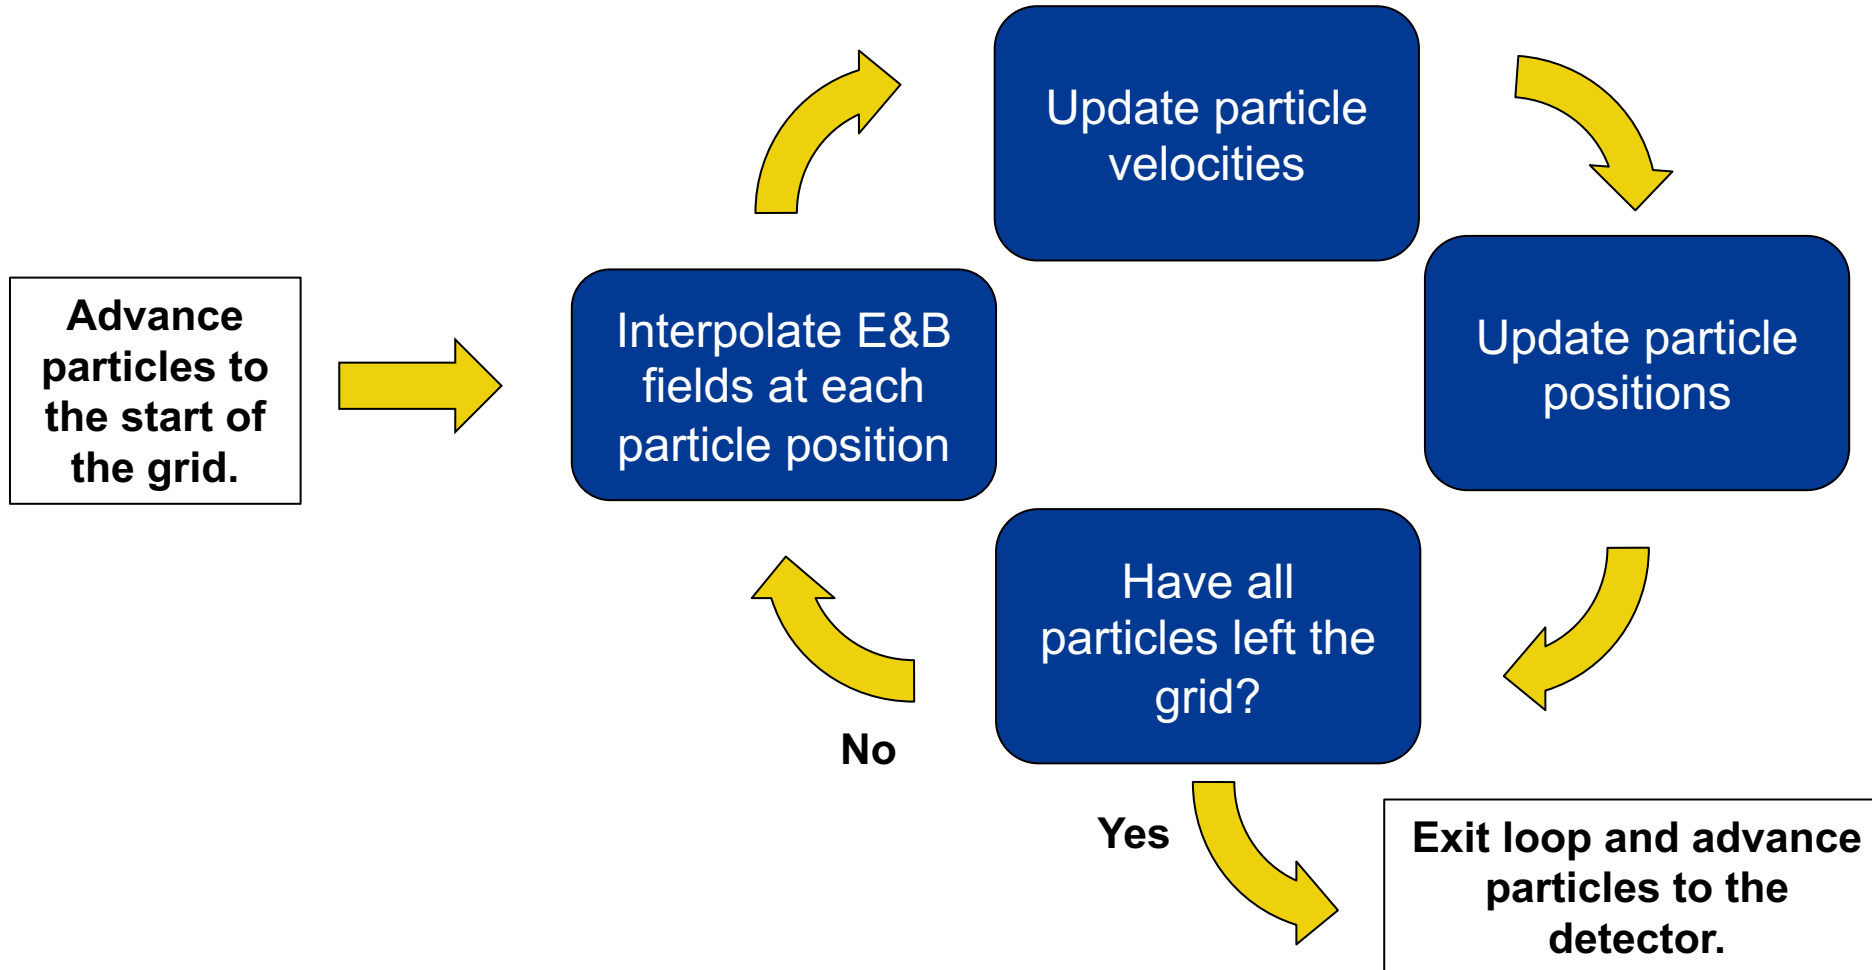 Advance
particles to
the start of
the grid.
Interpolate E&B
fields at each
particle position
Update particle
velocities
Update particle
positions
Have all
particles left the
grid?
No
Yes
Exit loop and advance
particles to the
detector.